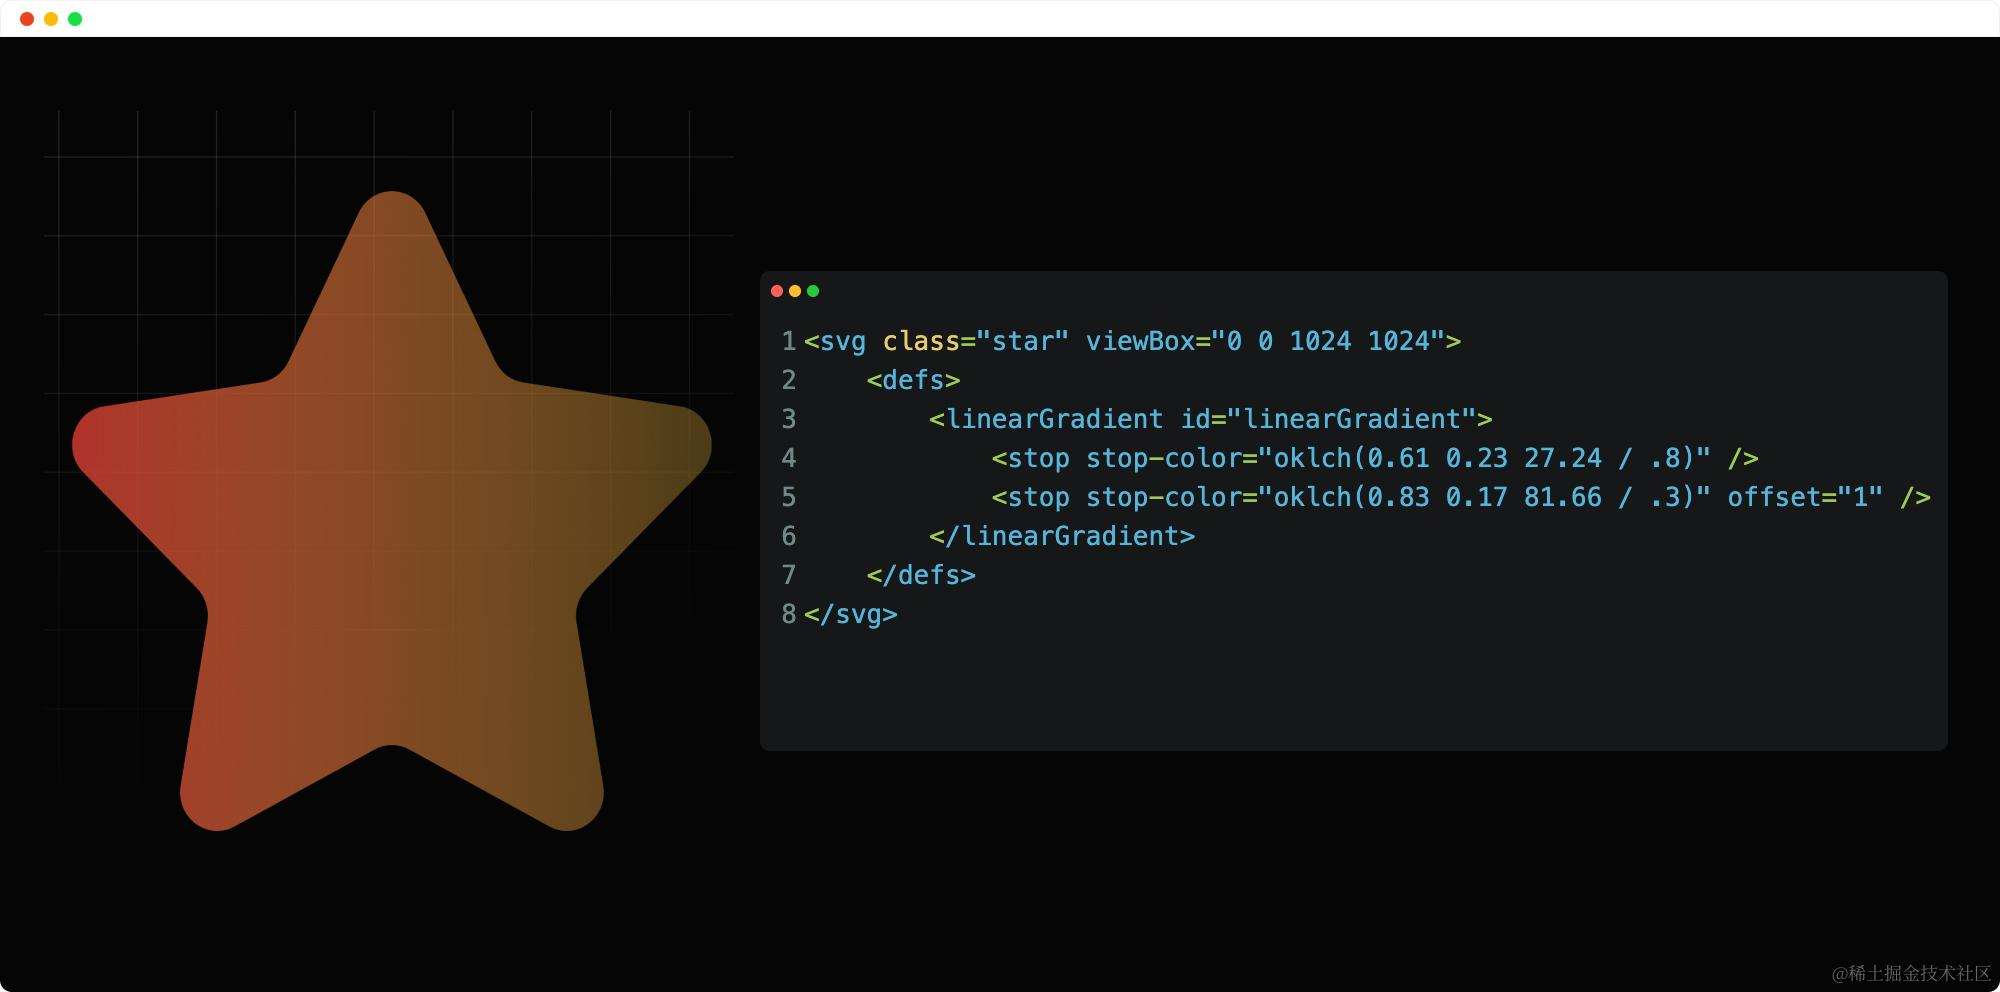 1 <svg class="star" viewBox="0 0 1024 1024">
2     <defs>
3         <linearGradient id="linearGradient">
4             <stop stop-color="oklch(0.61 0.23 27.24 / .8)" />
5             <stop stop-color="oklch(0.83 0.17 81.66 / .3)" offset="1" />
6         </linearGradient>
7     </defs>
8 </svg>
@稀土掘金技术社区